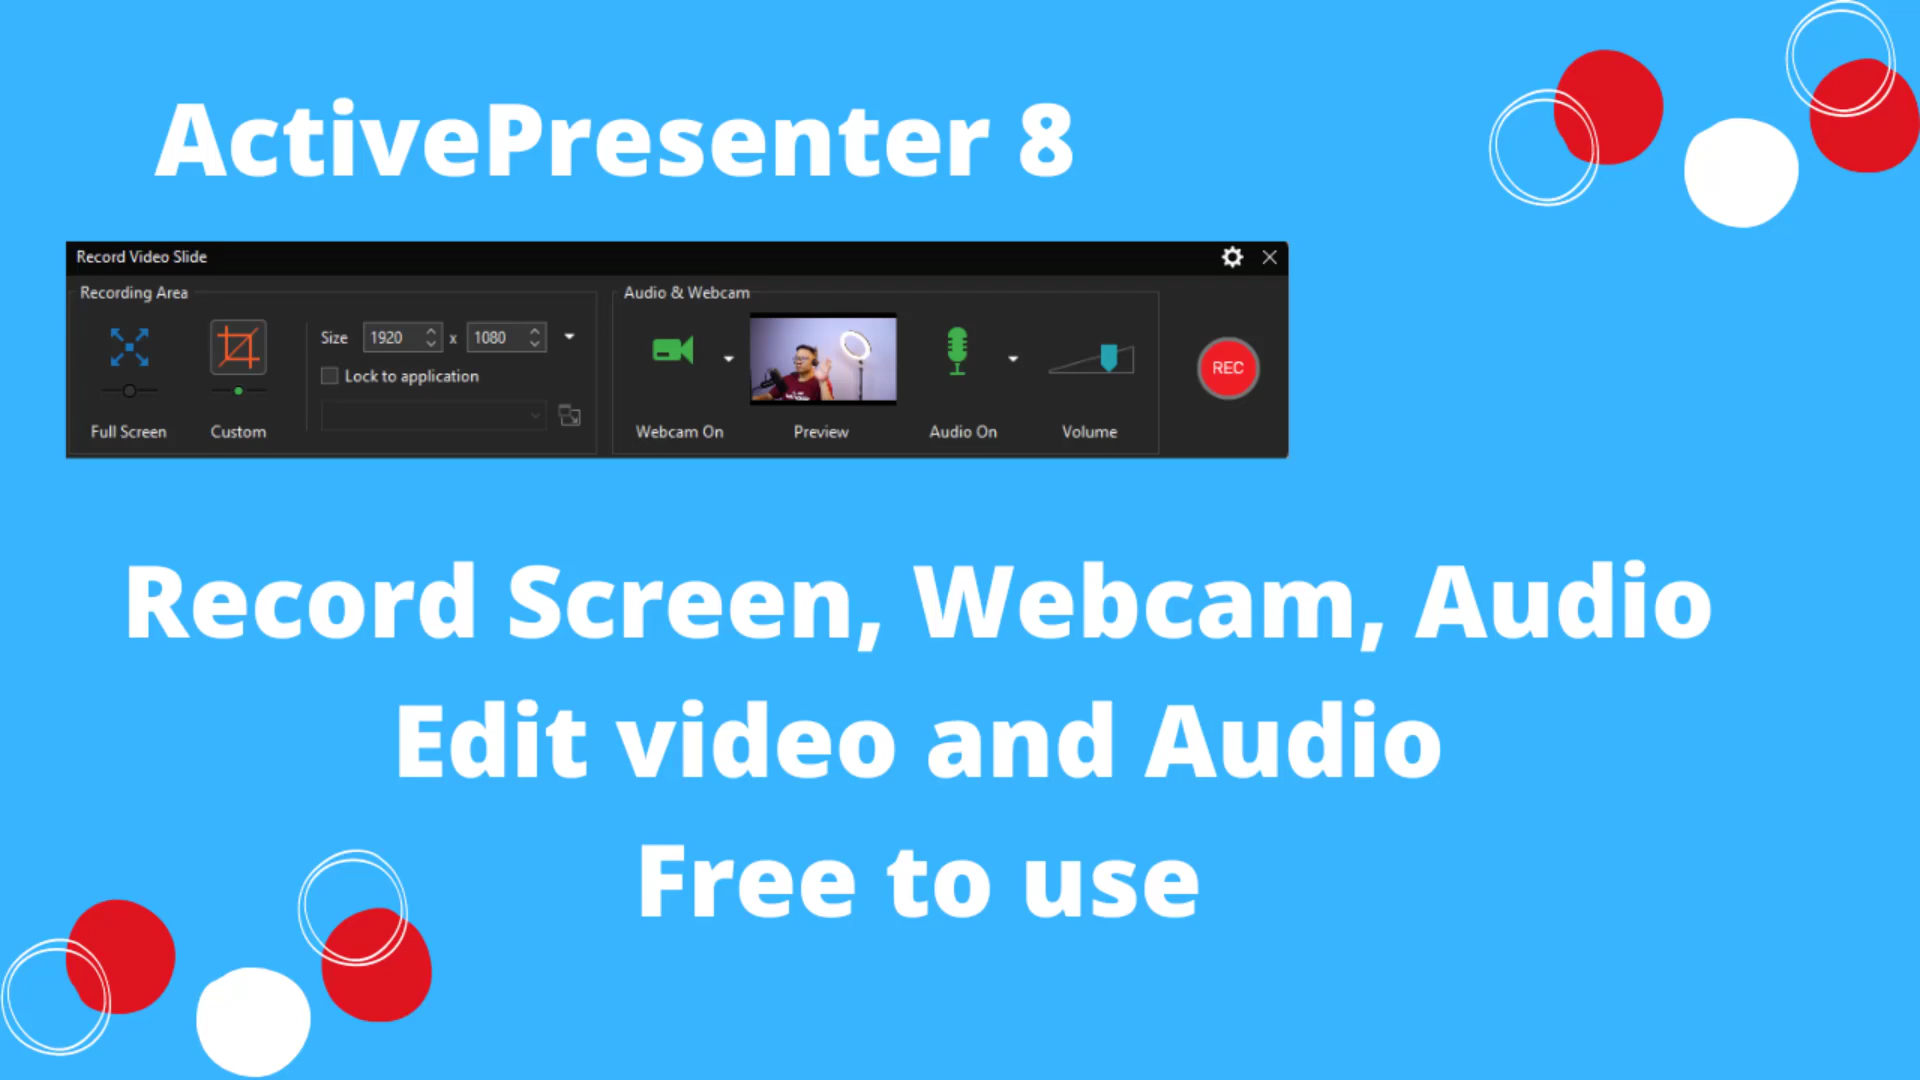 ActivePresenter 8
Record Video Slide
Recording Area
Audio & Webcam
Size 1920 x 1080
Lock to application
REC
Full Screen
Custom
Webcam On
Preview
Audio On
Volume
Record Screen, Webcam, Audio
Edit video and Audio
Free to use